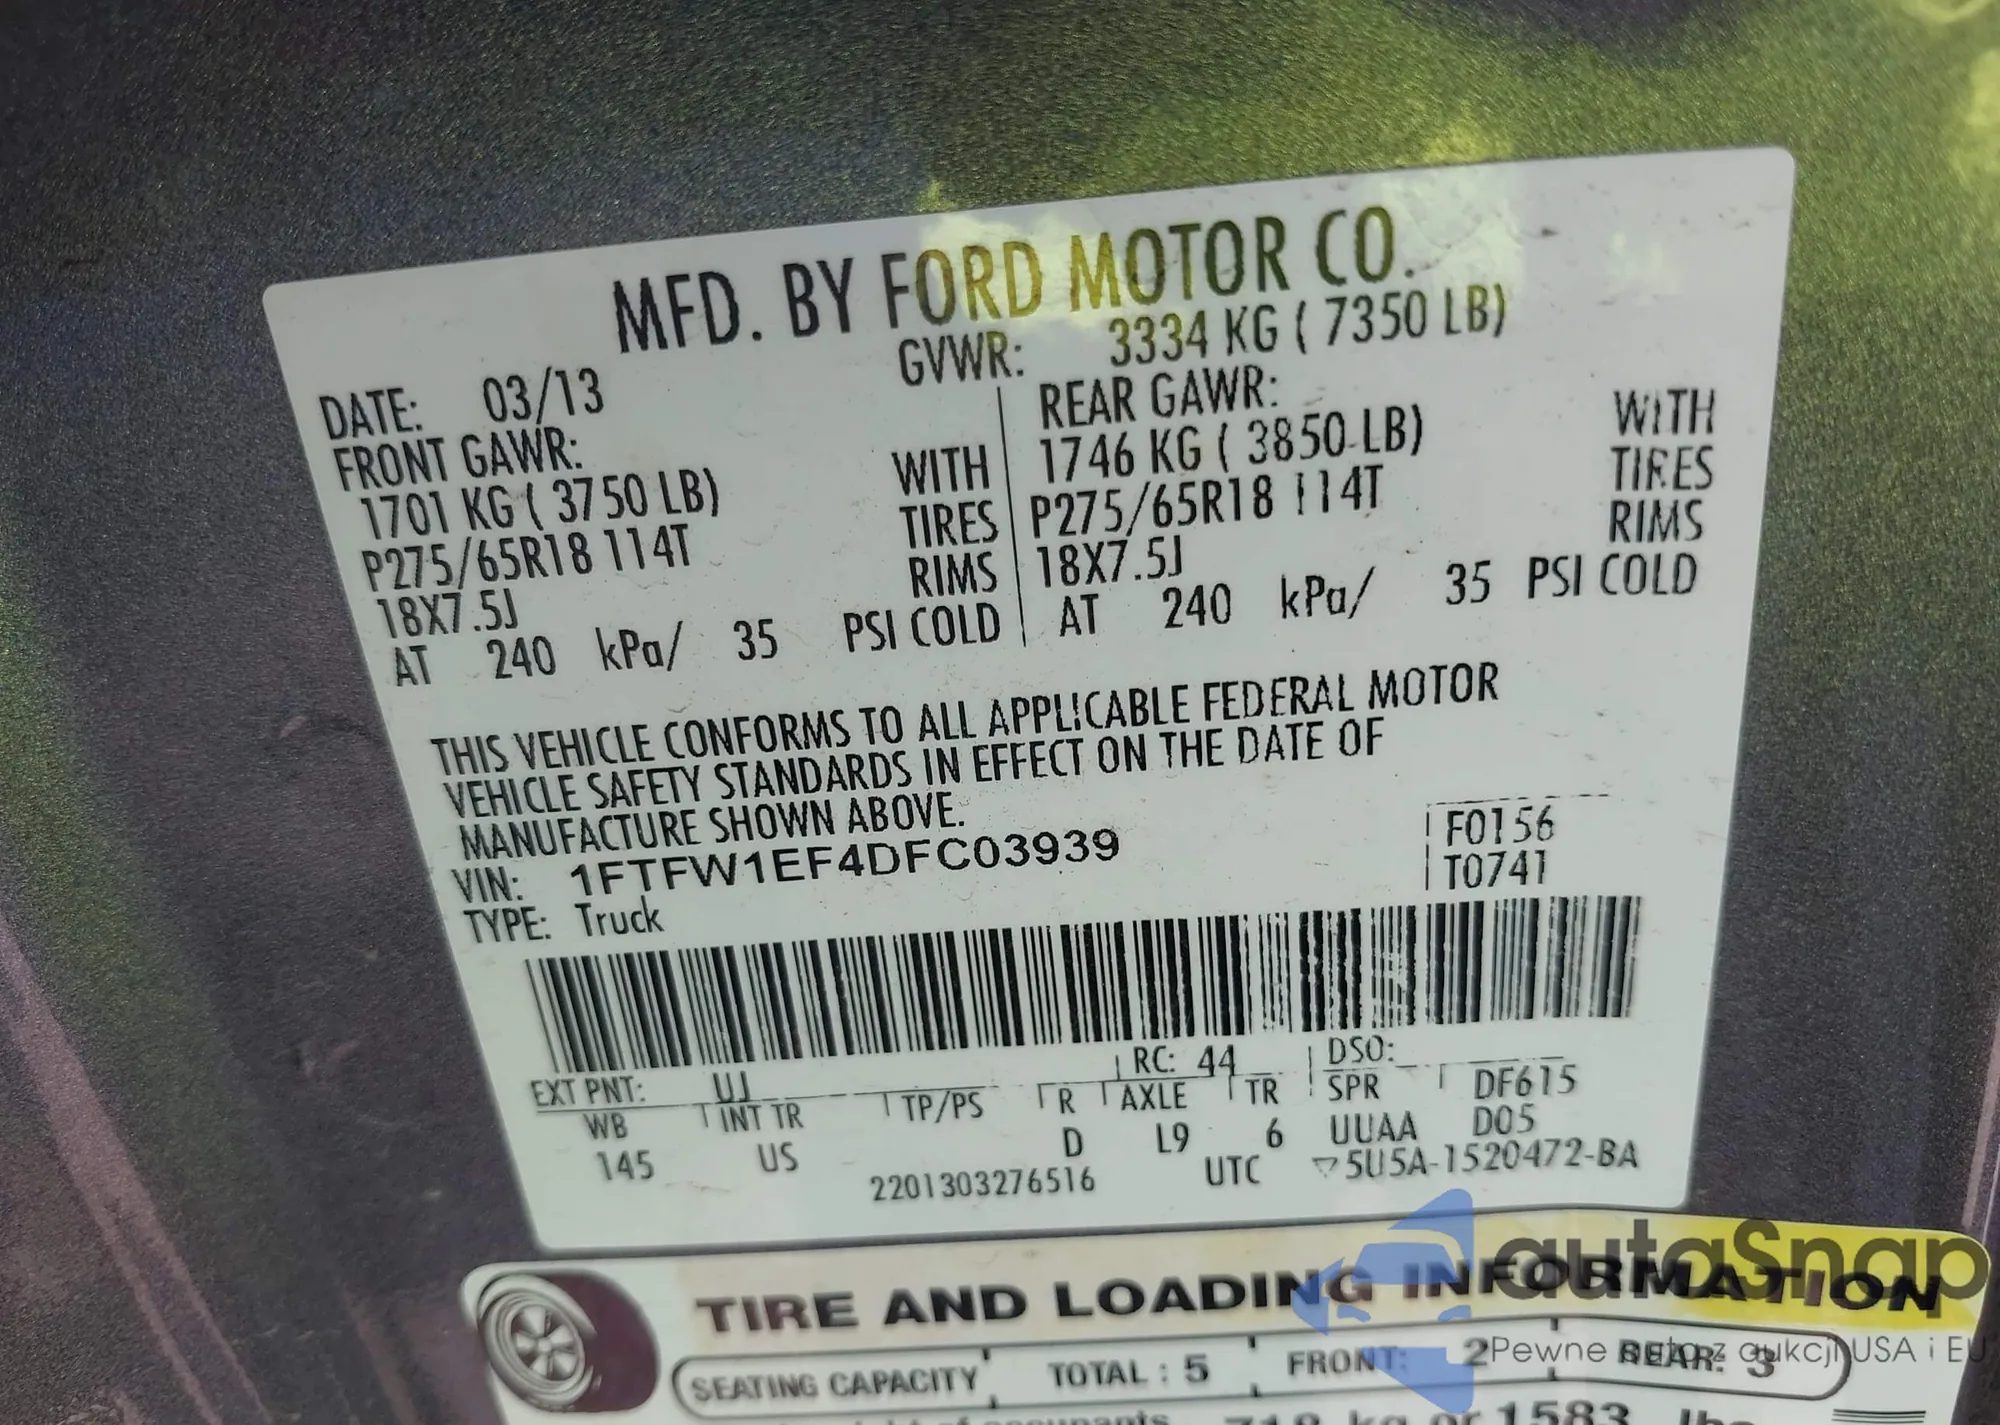 MFD. BY FORD MOTOR CO.
DATE: 03/13 GVWR: 3334 KG ( 7350 LB)
FRONT GAWR: REAR GAWR:
1701 KG ( 3750 LB) WITH 1746 KG ( 3850 LB) WITH
P275/65R18 114T TIRES P275/65R18 114T TIRES
18X7.5J RIMS 18X7.5J RIMS
AT 240 kPa/ 35 PSI COLD AT 240 kPa/ 35 PSI COLD
THIS VEHICLE CONFORMS TO ALL APPLICABLE FEDERAL MOTOR
VEHICLE SAFETY STANDARDS IN EFFECT ON THE DATE OF
MANUFACTURE SHOWN ABOVE.
VIN: 1FTFW1EF4DFC03939 F0156
TYPE: Truck T0741
EXT PNT: UJ RC: 44 DSO:
WB INT TR TP/PS R AXLE TR SPR DF615
145 US D L9 6 UUAA D05
2201303276516 UTC ▽5U5A-1520472-BA
TIRE AND LOADING INFORMATION
SEATING CAPACITY TOTAL : 5 FRONT: 2 REAR: 3
kg or 1583 lbs
autoSnap
Pewne auta z aukcji USA i EU